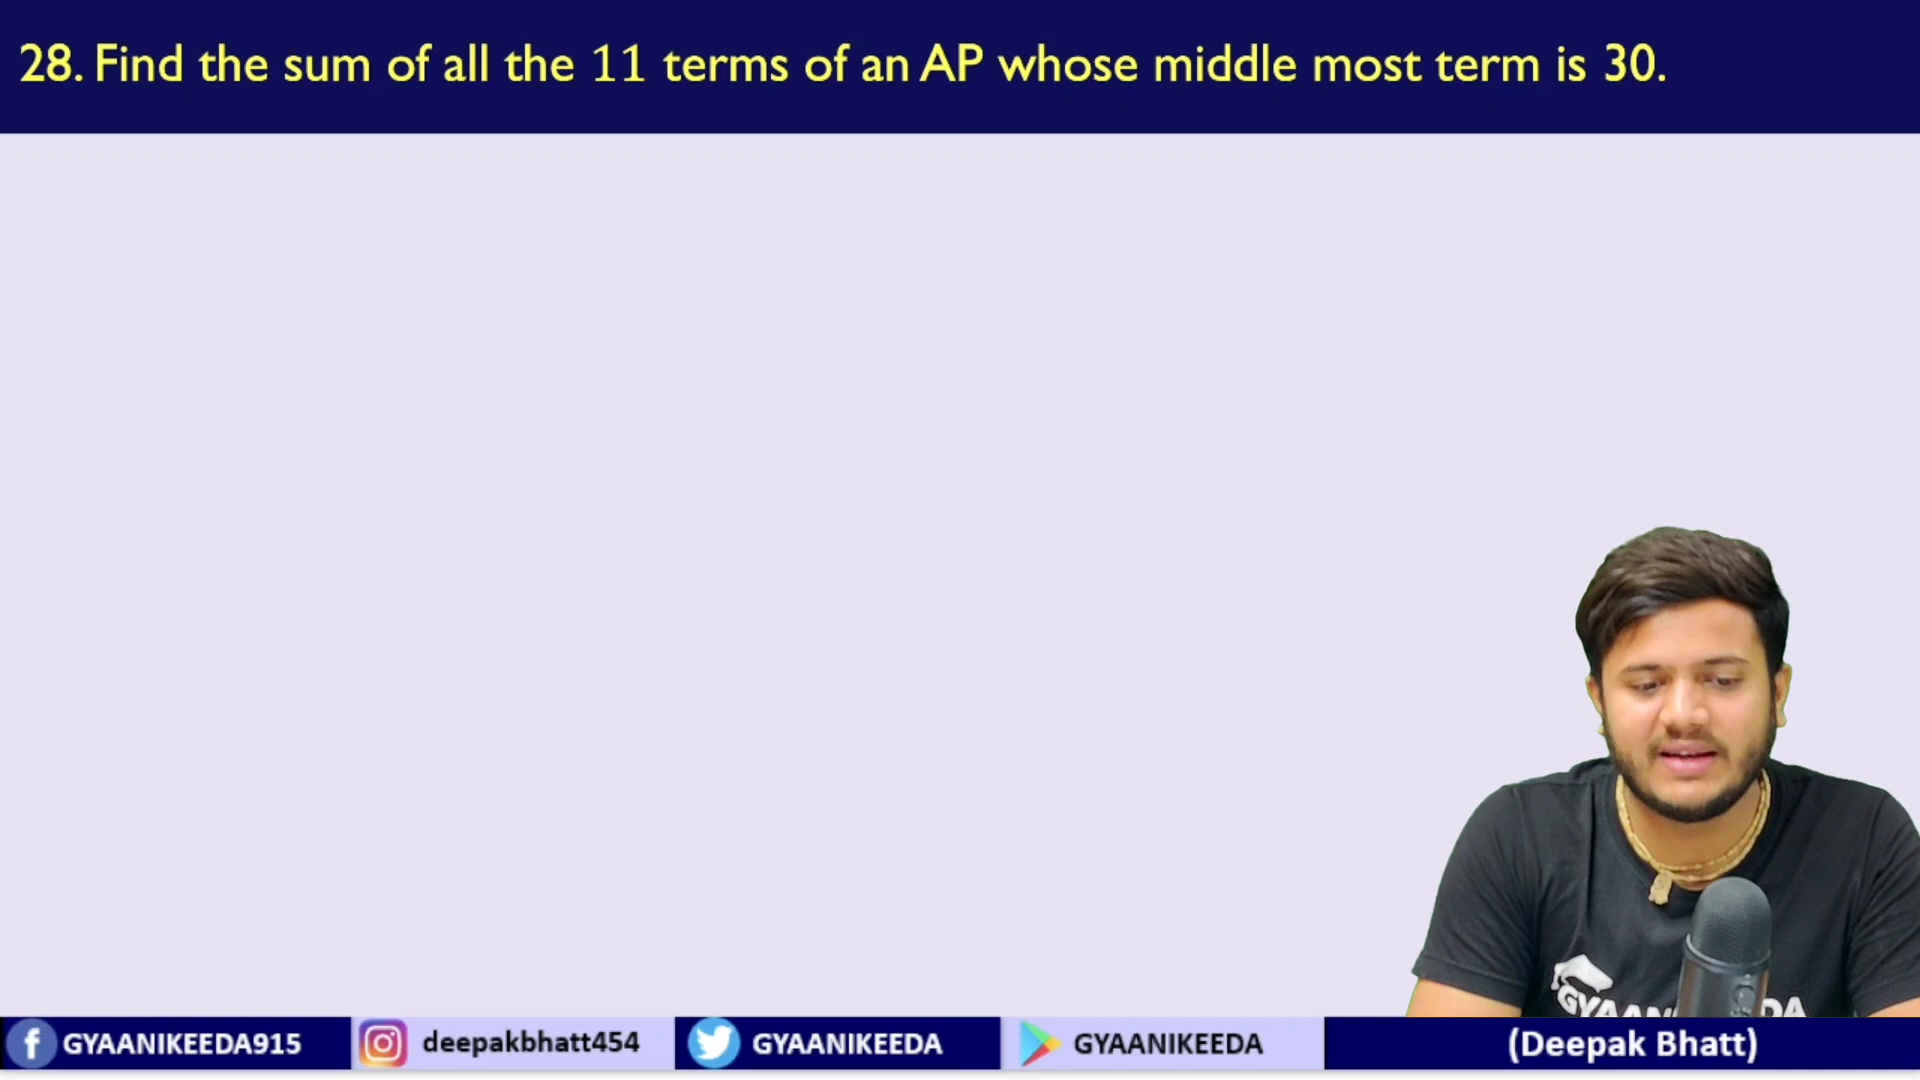 28. Find the sum of all the 11 terms of an AP whose middle most term is 30.
GYAANIKEEDA915
deepakbhatt454
GYAANIKEEDA
GYAANIKEEDA
(Deepak Bhatt)